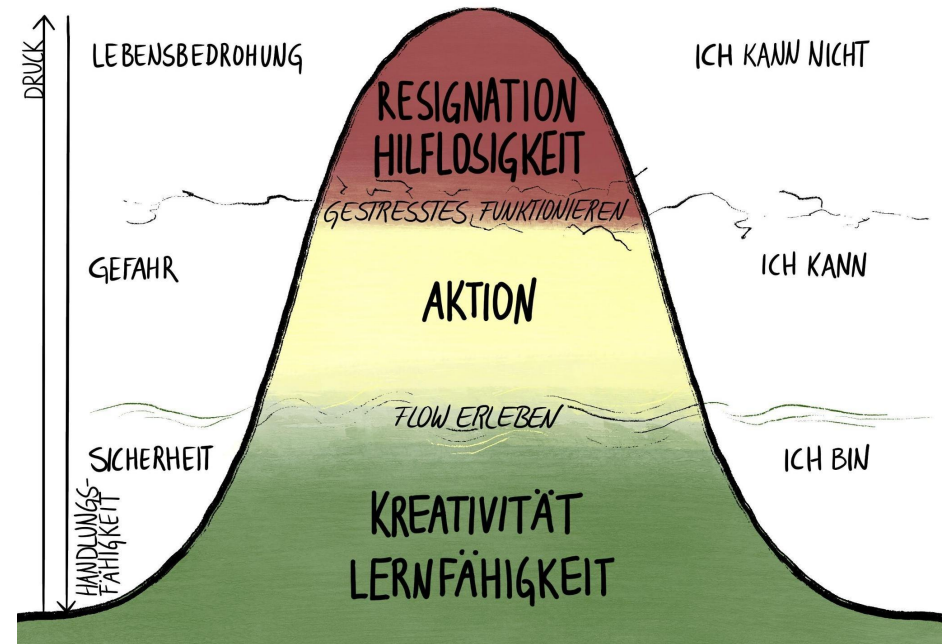 DRUCK
LEBENSBEDROHUNG
ICH KANN NICHT
RESIGNATION
HILFLOSIGKEIT
GESTRESSTES FUNKTIONIEREN
GEFAHR
ICH KANN
AKTION
FLOW ERLEBEN
SICHERHEIT
ICH BIN
HANDLUNGS-
FÄHIGKEIT
KREATIVITÄT
LERNFÄHIGKEIT